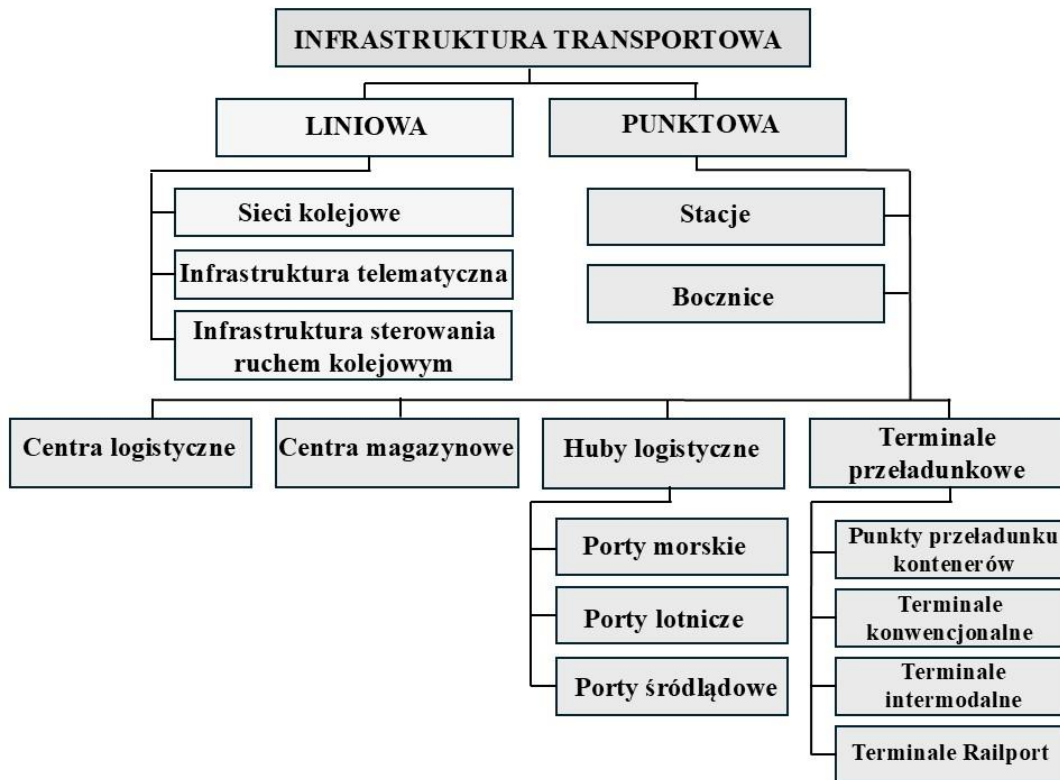 INFRASTRUKTURA TRANSPORTOWA
LINIOWA
PUNKTOWA
Sieci kolejowe
Infrastruktura telematyczna
Infrastruktura sterowania
ruchem kolejowym
Stacje
Bocznice
Centra logistyczne
Centra magazynowe
Huby logistyczne
Terminale
przeładunkowe
Porty morskie
Porty lotnicze
Porty śródlądowe
Punkty przeładunku
kontenerów
Terminale
konwencjonalne
Terminale
intermodalne
Terminale Railport